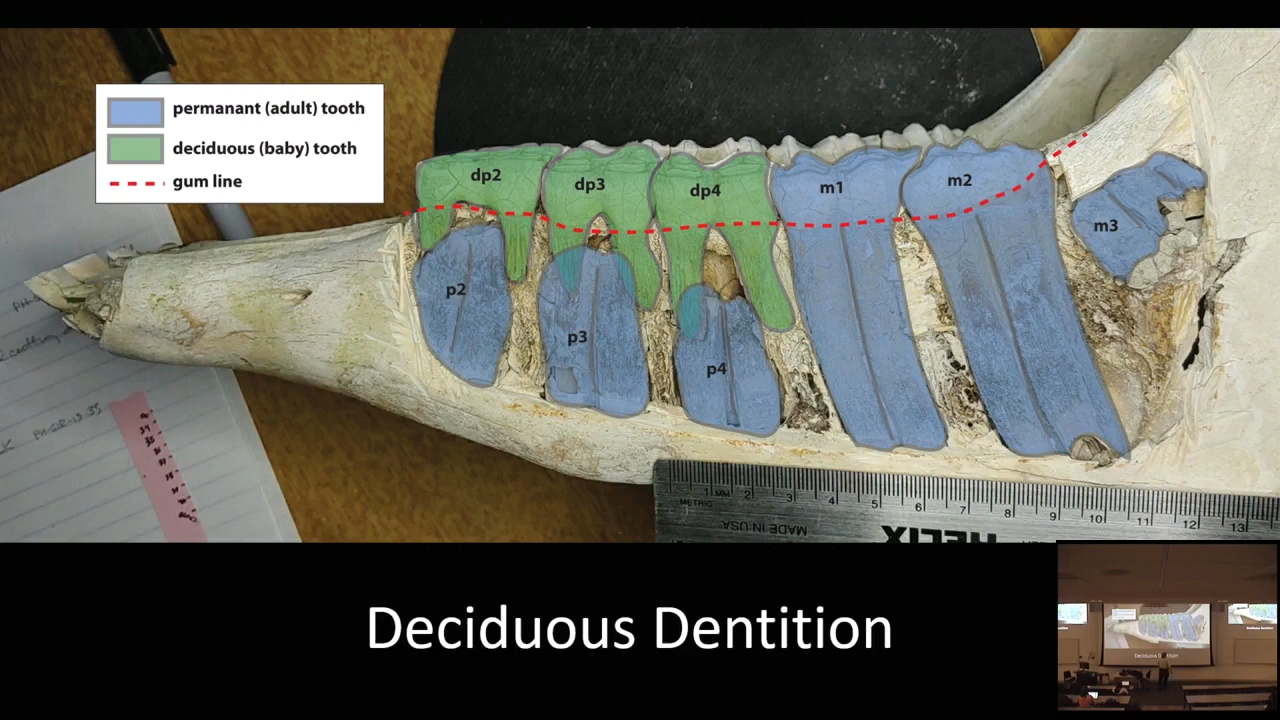 permanant (adult) tooth
deciduous (baby) tooth
gum line
dp2
dp3
dp4
m1
m2
m3
p2
p3
p4
1 MM 2 3 4 5 6 7 8 9 10 11 12 13
METRIC
MADE IN USA
HELIX
Deciduous Dentition